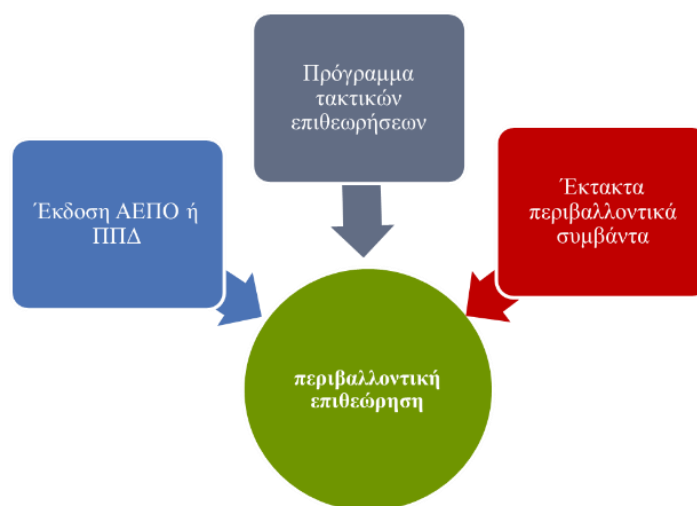 Πρόγραμμα
τακτικών
επιθεωρήσεων
Έκδοση ΑΕΠΟ ή
ΠΠΔ
Έκτακτα
περιβαλλοντικά
συμβάντα
περιβαλλοντική
επιθεώρηση